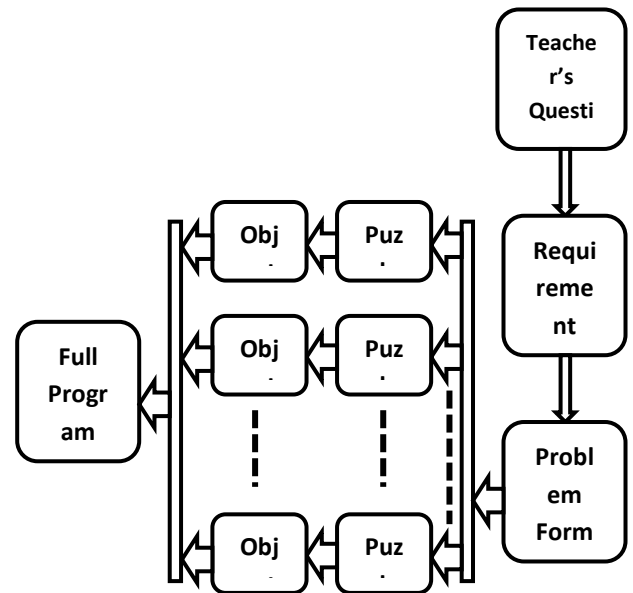 Teache
r's
Questi
Requi
reme
nt
Probl
em
Form
Puz
.
Obj
.
Puz
.
Obj
.
Puz
.
Obj
.
Full
Progr
am